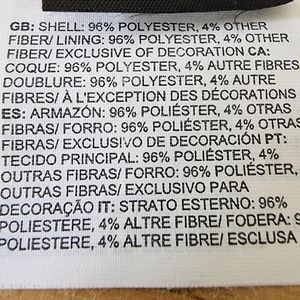 GB: SHELL: 96% POLYESTER, 4% OTHER
FIBER/ LINING: 96% POLYESTER, 4% OTHER
FIBER/ EXCLUSIVE OF DECORATION CA:
COQUE: 96% POLYESTER, 4% AUTRE FIBRES
DOUBLURE: 96% POLYESTER, 4% AUTRE
FIBRES/ À L'EXCEPTION DES DÉCORATIONS
ES: ARMAZÓN: 96% POLIÉSTER, 4% OTRAS
FIBRAS/ FORRO: 96% POLIÉSTER, 4% OTRAS
FIBRAS/ EXCLUSIVO DE DECORACIÓN PT:
TECIDO PRINCIPAL: 96% POLIÉSTER, 4%
OUTRAS FIBRAS/ FORRO: 96% POLIÉSTER,
OUTRAS FIBRAS/ EXCLUSIVO PARA
DECORAÇÃO IT: STRATO ESTERNO: 96%
POLIESTERE, 4% ALTRE FIBRE/ FODERA: 9
POLIESTERE, 4% ALTRE FIBRE/ ESCLUSA